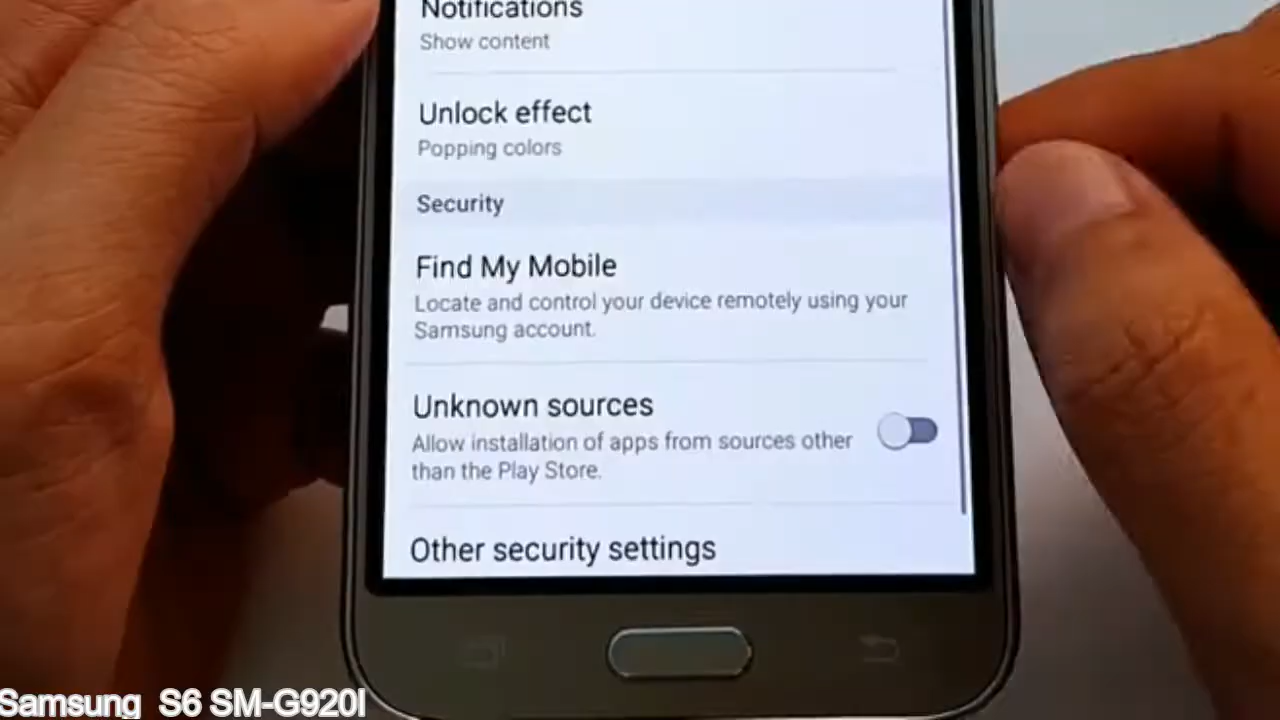 Notifications
Show content
Unlock effect
Popping colors
Security
Find My Mobile
Locate and control your device remotely using your
Samsung account.
Unknown sources
Allow installation of apps from sources other
than the Play Store.
Other security settings
Samsung  S6 SM-G920I